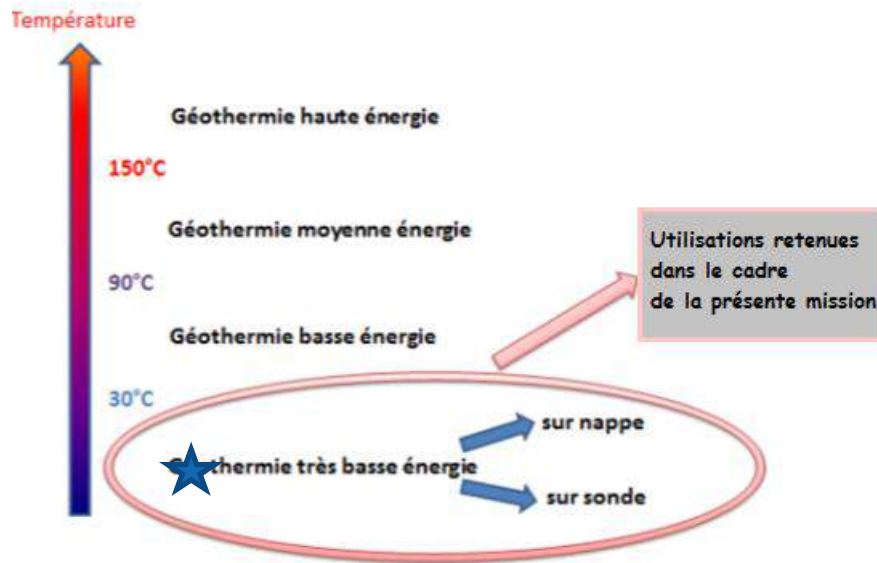 Température
Géothermie haute énergie
150°C
Géothermie moyenne énergie
Utilisations retenues
dans le cadre
de la présente mission
90°C
Géothermie basse énergie
30°C
sur nappe
thermie très basse énergie
sur sonde